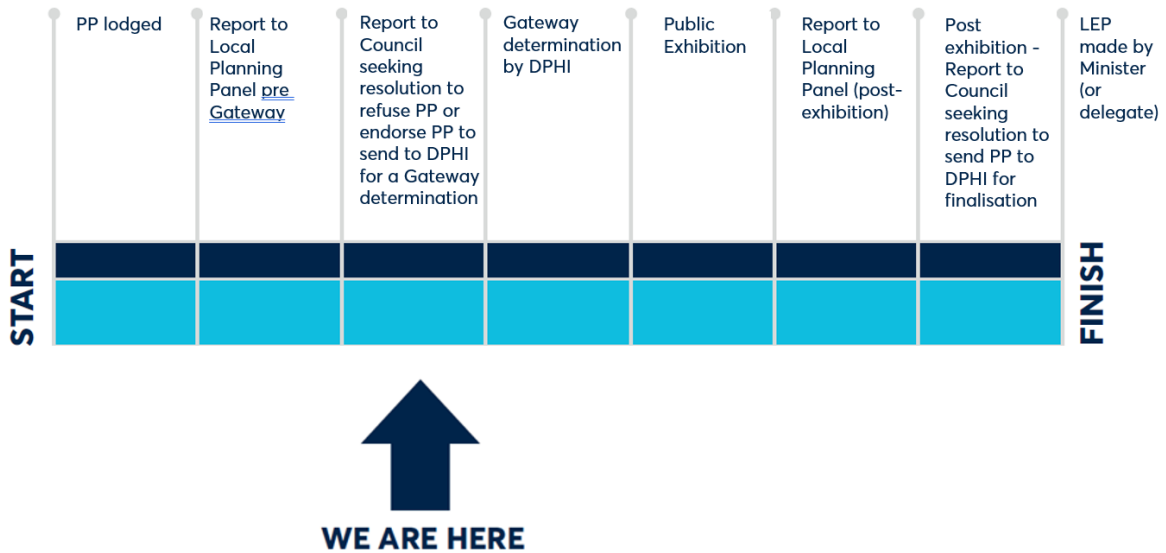 PP lodged
Report to
Local
Planning
Panel pre
Gateway
Report to
Council
seeking
resolution to
refuse PP or
endorse PP to
send to DPHI
for a Gateway
determination
Gateway
determination
by DPHI
Public
Exhibition
Report to
Local
Planning
Panel (post-
exhibition)
Post
exhibition -
Report to
Council
seeking
resolution to
send PP to
DPHI for
finalisation
LEP
made by
Minister
(or
delegate)
START
FINISH
WE ARE HERE